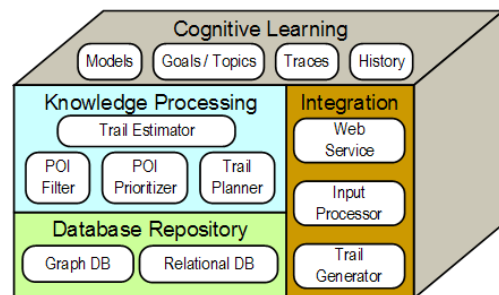 Cognitive Learning
Models
Goals / Topics
Traces
History
Knowledge Processing
Trail Estimator
POI
Filter
POI
Prioritizer
Trail
Planner
Database Repository
Graph DB
Relational DB
Integration
Web
Service
Input
Processor
Trail
Generator